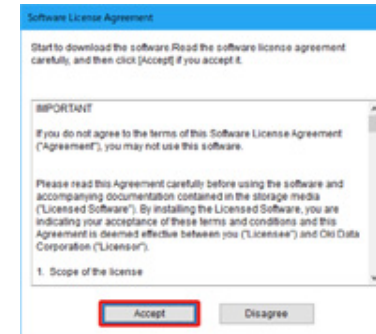 Software License Agreement
Start to download the software.Read the software license agreement
carefully, and then click [Accept] if you accept it.
IMPORTANT
If you do not agree to the terms of this Software License Agreement
("Agreement"), you may not use this software.
Please read this Agreement carefully before using the software and
accompanying documentation contained in the storage media
("Licensed Software"). By installing the Licensed Software, you are
indicating your acceptance of these terms and conditions and this
Agreement is deemed effective between you ("Licensee") and Oki Data
Corporation ("Licensor").
1. Scope of the license
Accept
Disagree